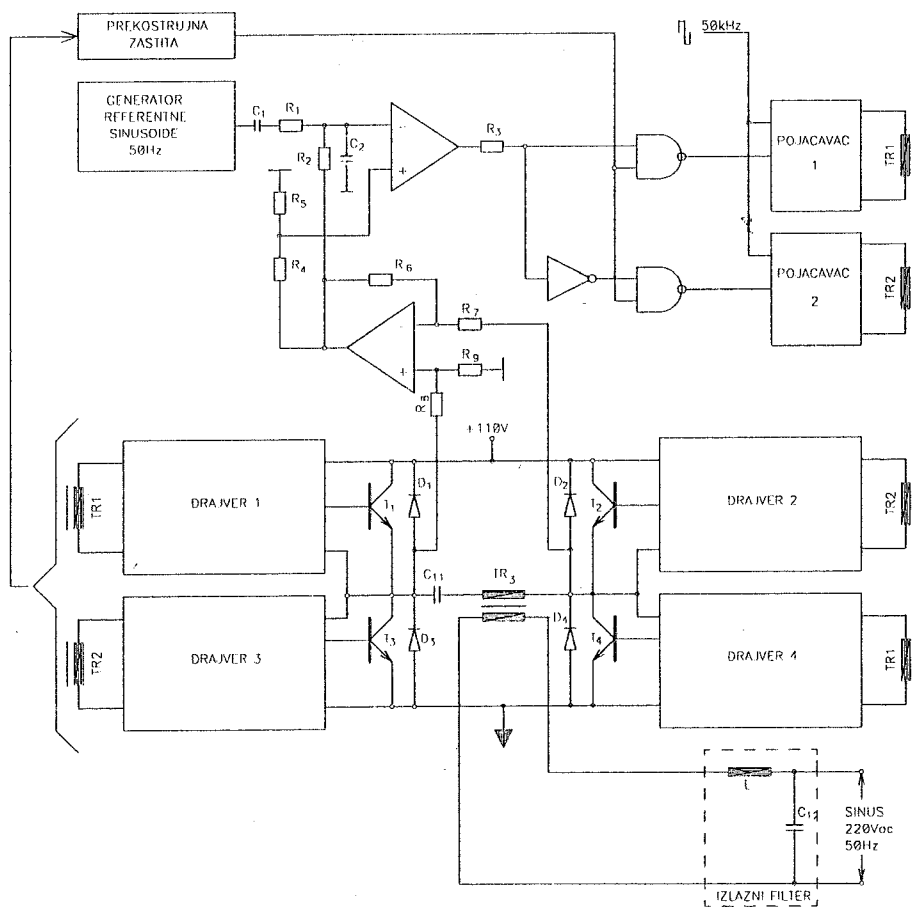 PREKOSTRUJNA
ZASTITA
50kHz
GENERATOR
REFERENTNE
SINUSOIDE
50Hz
C1
R1
R2
C2
R3
+
R5
R4
R6
R7
R9
R8
+
POJACAVAC
1
TR1
POJACAVAC
2
TR2
+110V
TR1
DRAJVER 1
T1
D1
D2
T2
DRAJVER 2
TR2
C11
TR3
TR2
DRAJVER 3
T3
D3
D4
T4
DRAJVER 4
TR1
L
C12
SINUS
220Vac
50Hz
IZLAZNI FILTER